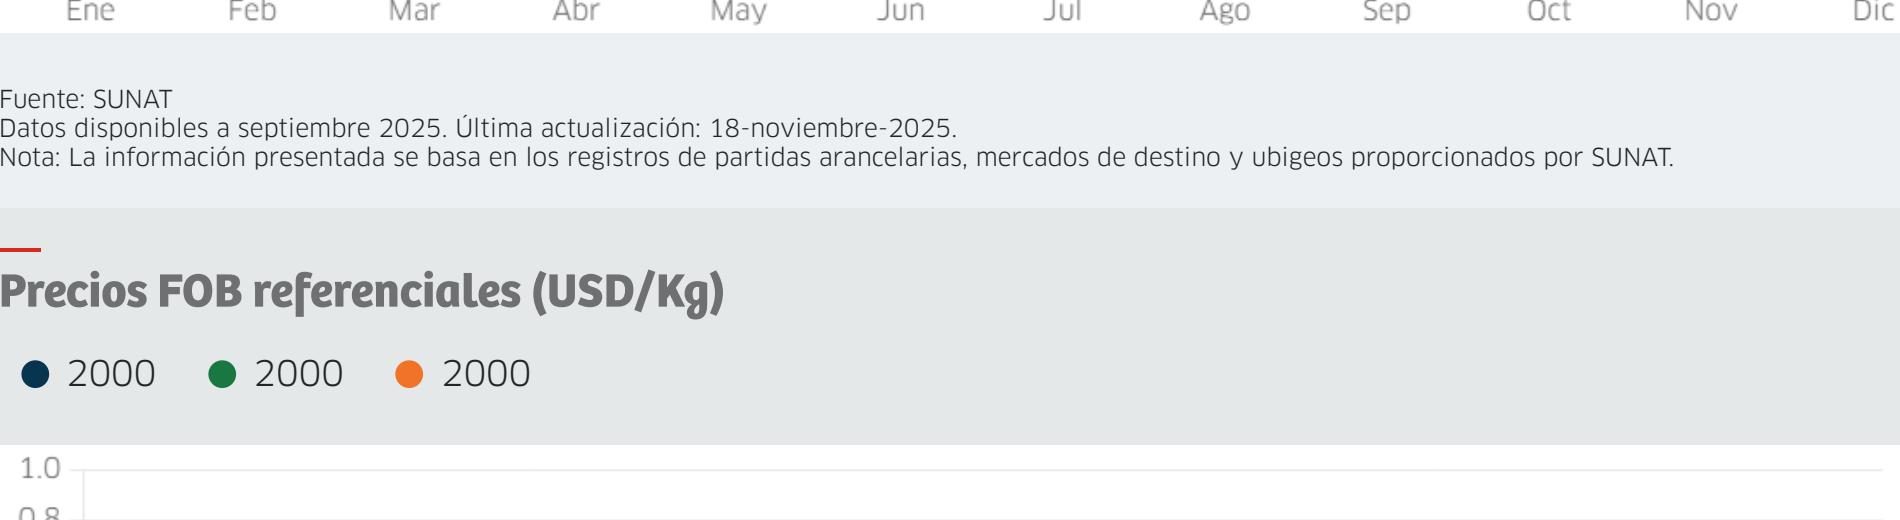 Ene Feb Mar Abr May Jun Jul Ago Sep Oct Nov Dic
Fuente: SUNAT
Datos disponibles a septiembre 2025. Última actualización: 18-noviembre-2025.
Nota: La información presentada se basa en los registros de partidas arancelarias, mercados de destino y ubigeos proporcionados por SUNAT.
Precios FOB referenciales (USD/Kg)
2000 2000 2000
1.0
0.8